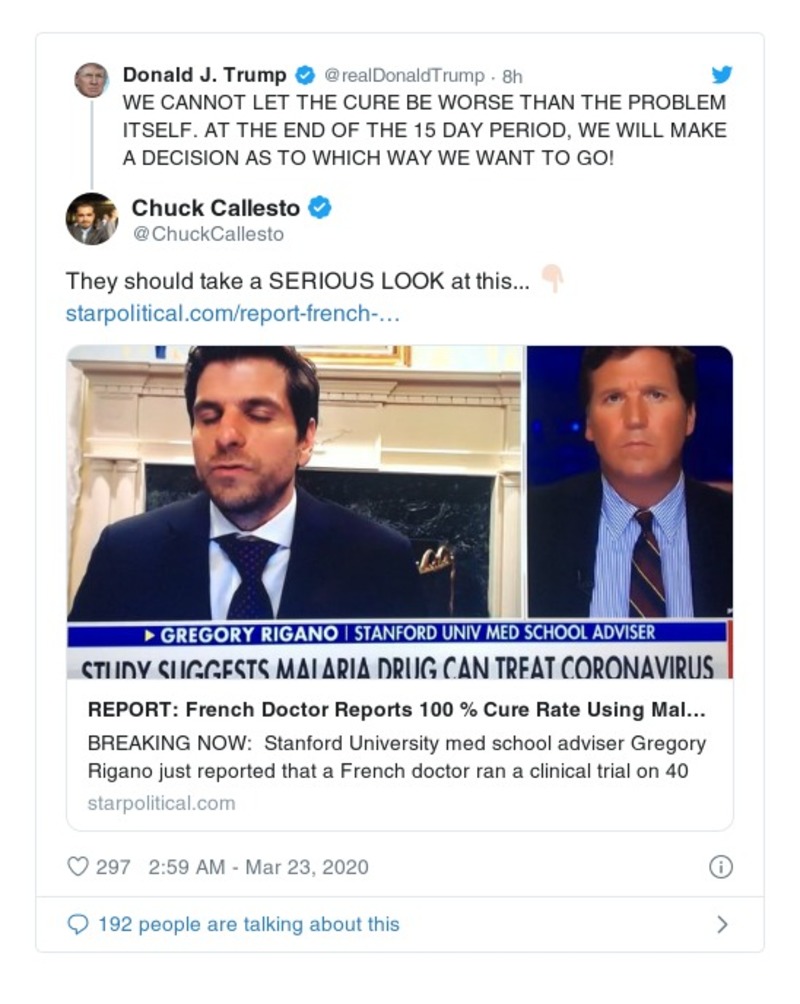 Donald J. Trump @realDonaldTrump · 8h
WE CANNOT LET THE CURE BE WORSE THAN THE PROBLEM
ITSELF. AT THE END OF THE 15 DAY PERIOD, WE WILL MAKE
A DECISION AS TO WHICH WAY WE WANT TO GO!
Chuck Callesto
@ChuckCallesto
They should take a SERIOUS LOOK at this...
starpolitical.com/report-french-…
GREGORY RIGANO | STANFORD UNIV MED SCHOOL ADVISER
STUDY SUGGESTS MALARIA DRUG CAN TREAT CORONAVIRUS
REPORT: French Doctor Reports 100 % Cure Rate Using Mal...
BREAKING NOW: Stanford University med school adviser Gregory
Rigano just reported that a French doctor ran a clinical trial on 40
starpolitical.com
297 2:59 AM - Mar 23, 2020
192 people are talking about this